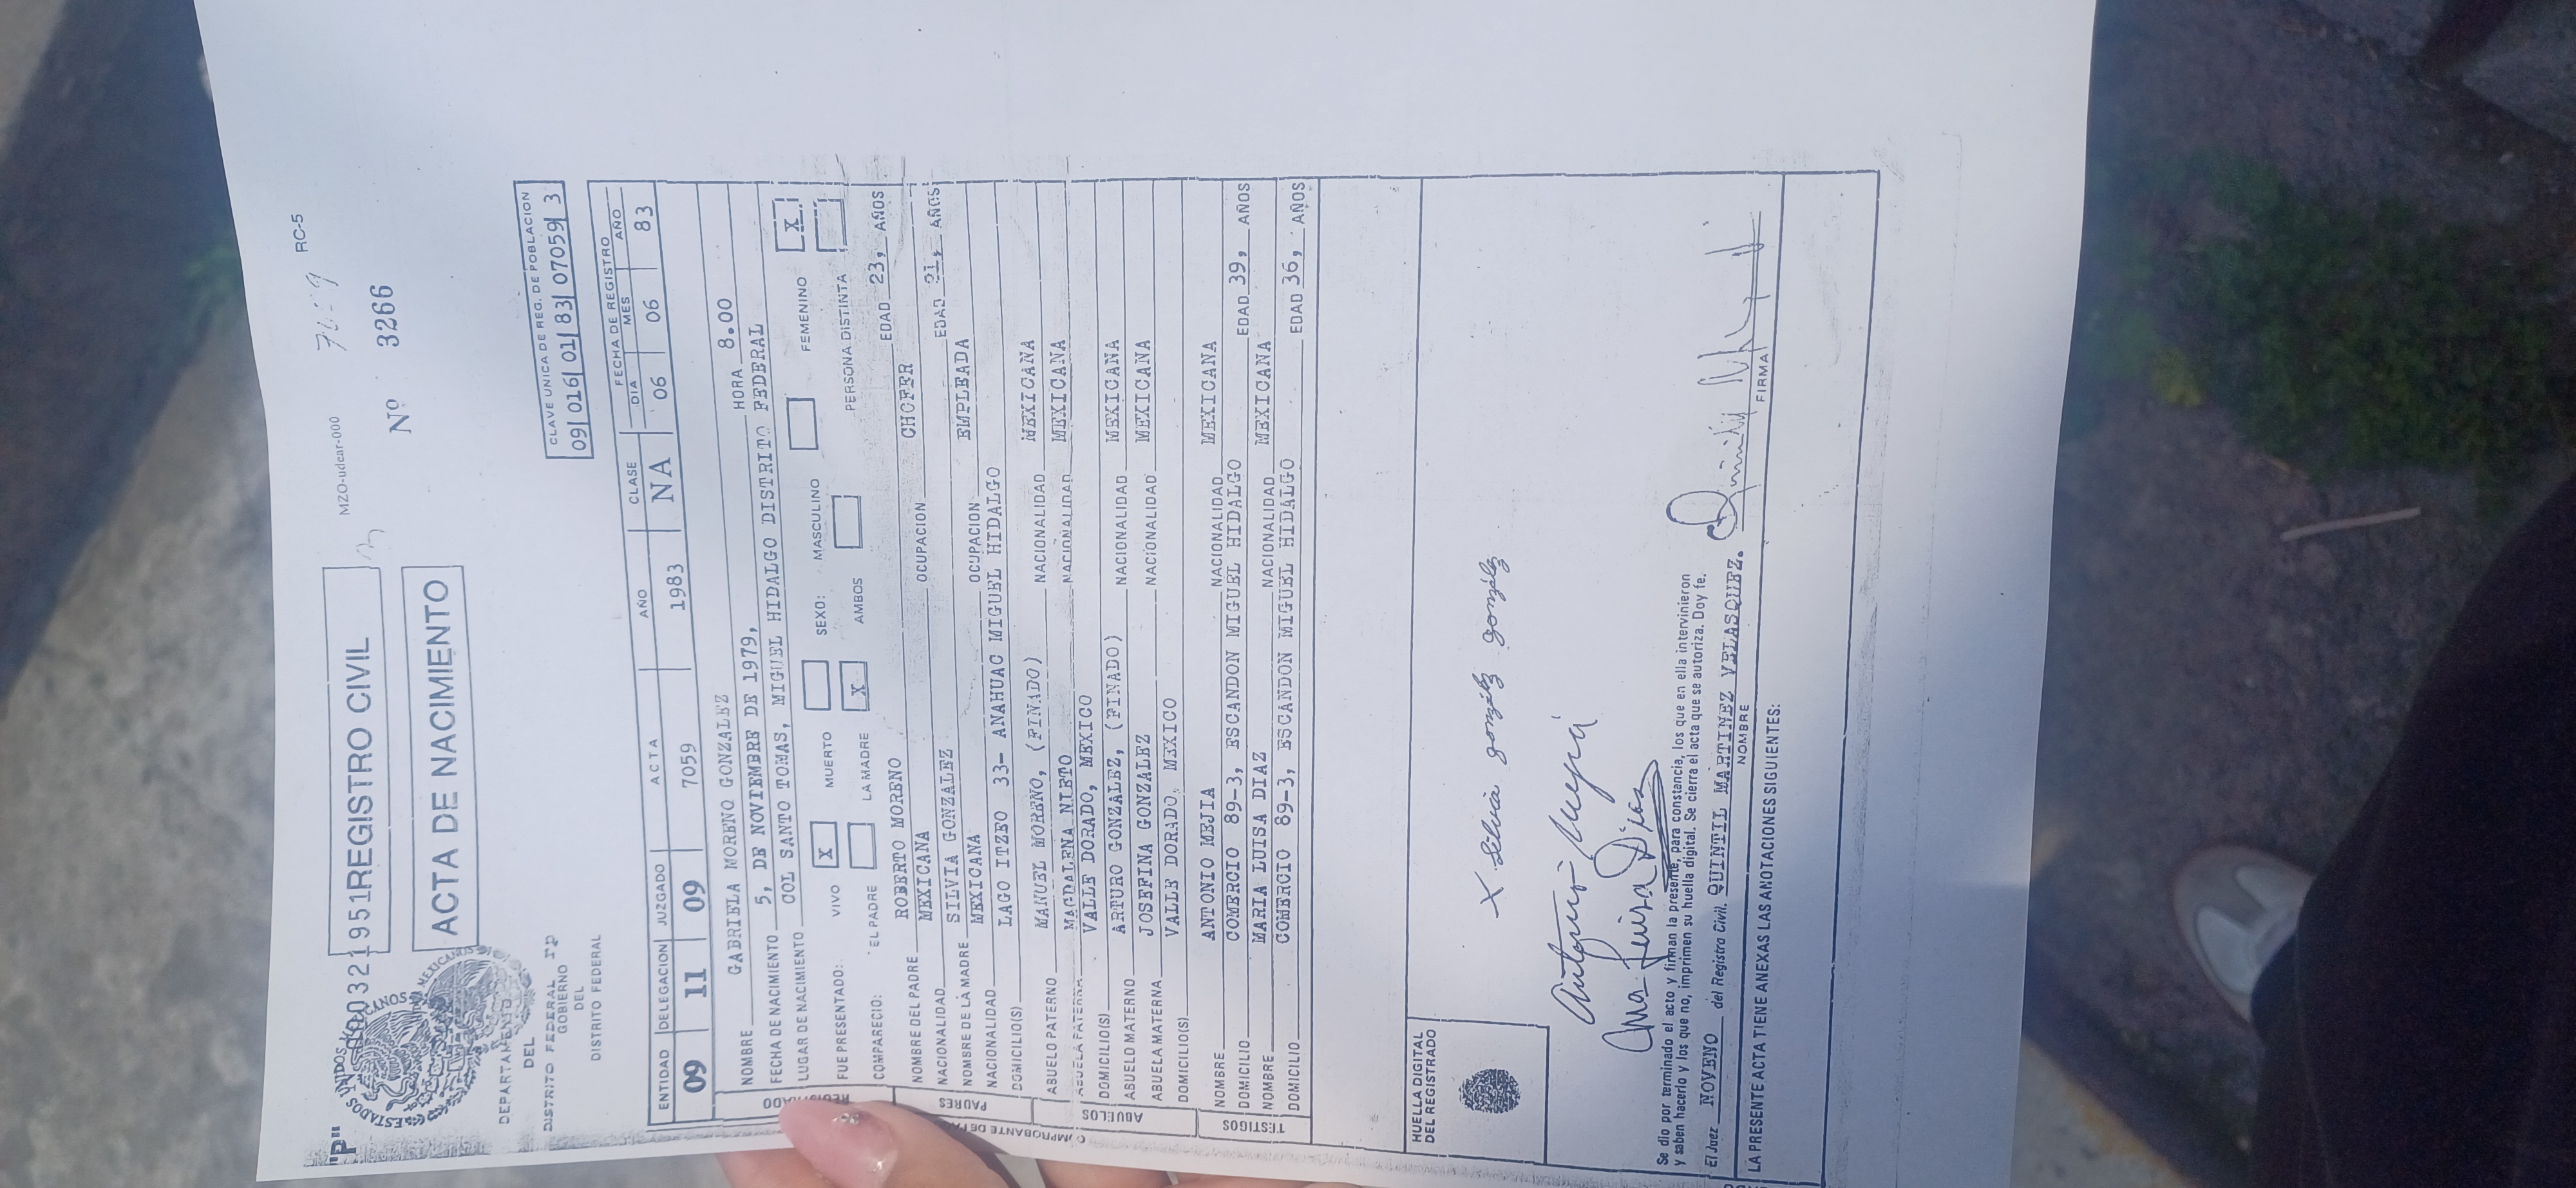 "P"
RC-5
MZO-udcar-000
ESTADOS UNIDOS MEXICANOS
0003211951REGISTRO CIVIL
Nº 3266
ACTA DE NACIMIENTO
DEPARTAMENTO
DEL
DISTRITO FEDERAL
GOBIERNO
DEL
DISTRITO FEDERAL
CLAVE UNICA DE REG. DE POBLACION
09| 016| 01| 83| 07059| 3
ENTIDAD DELEGACION JUZGADO ACTA AÑO CLASE FECHA DE REGISTRO
DIA MES AÑO
09 11 09 7059 1983 NA 06 06 83
REGISTRADO
NOMBRE GABRIELA MORENO GONZALEZ
FECHA DE NACIMIENTO 5, DE NOVIEMBRE DE 1979, HORA 8.00
LUGAR DE NACIMIENTO COL SANTO TOMAS, MIGUEL HIDALGO DISTRITO FEDERAL
FUE PRESENTADO: VIVO X MUERTO SEXO: MASCULINO FEMENINO X
COMPARECIO: EL PADRE LA MADRE X AMBOS PERSONA DISTINTA
PADRES
NOMBRE DEL PADRE ROBERTO MORENO EDAD 23, AÑOS
NACIONALIDAD MEXICANA OCUPACION CHOFER
NOMBRE DE LA MADRE SILVIA GONZALEZ EDAD 21, AÑOS
NACIONALIDAD MEXICANA OCUPACION EMPLEADA
DOMICILIO(S) LAGO ITZEO 33- ANAHUAC MIGUEL HIDALGO
ABUELOS
ABUELO PATERNO MANUEL MORENO, (FINADO) NACIONALIDAD MEXICANA
ABUELA PATERNA MAGDALENA NIETO NACIONALIDAD MEXICANA
DOMICILIO(S) VALLE DORADO, MEXICO
ABUELO MATERNO ARTURO GONZALEZ, (FINADO) NACIONALIDAD MEXICANA
ABUELA MATERNA JOSEFINA GONZALEZ NACIONALIDAD MEXICANA
DOMICILIO(S) VALLE DORADO, MEXICO
TESTIGOS
NOMBRE ANTONIO MEJIA NACIONALIDAD MEXICANA
DOMICILIO COMERCIO 89-3, ESCANDON MIGUEL HIDALGO EDAD 39, AÑOS
NOMBRE MARIA LUISA DIAZ NACIONALIDAD MEXICANA
DOMICILIO COMERCIO 89-3, ESCANDON MIGUEL HIDALGO EDAD 36, AÑOS
HUELLA DIGITAL
DEL REGISTRADO
X Silvia gonzález gonzález
Antonio Mejia
Luisa Dias
Se dio por terminado el acto y firman la presente, para constancia, los que en ella intervinieron
y saben hacerlo y los que no, imprimen su huella digital. Se cierra el acta que se autoriza. Doy fe.
El Juez NOVENO del Registro Civil. QUINTIL MARTINEZ VELASQUEZ.
NOMBRE FIRMA
LA PRESENTE ACTA TIENE ANEXAS LAS ANOTACIONES SIGUIENTES: